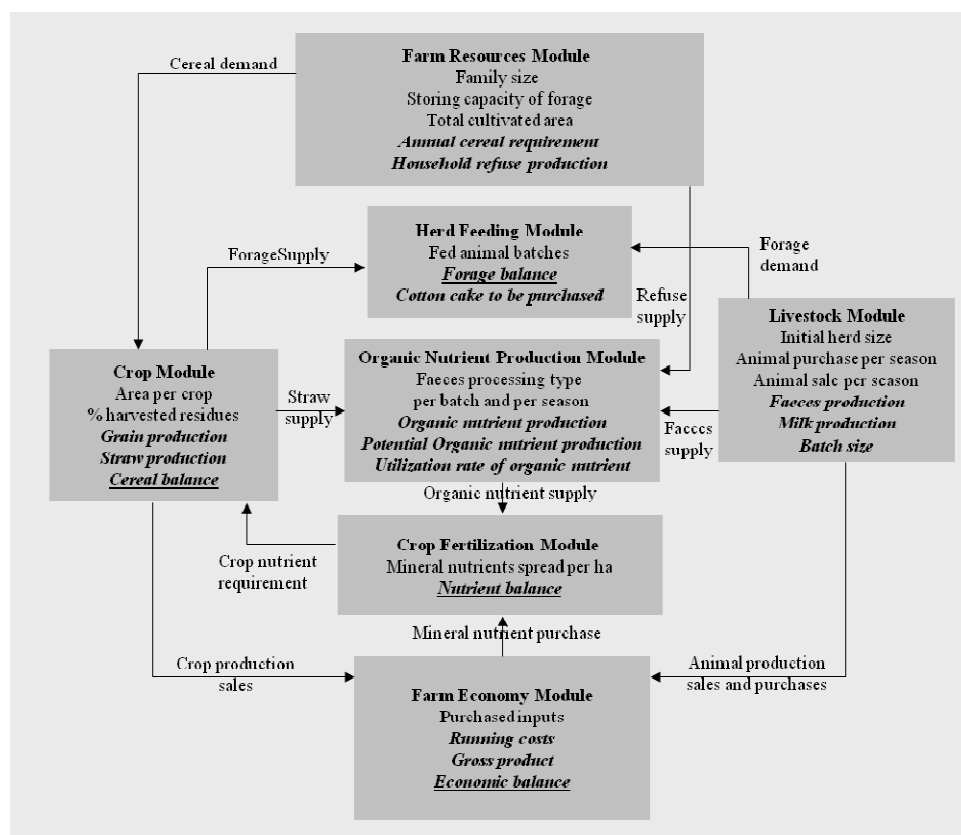 Cereal demand
Farm Resources Module
Family size
Storing capacity of forage
Total cultivated area
Annual cereal requirement
Household refuse production
Herd Feeding Module
Fed animal batches
Forage balance
Cotton cake to be purchased
ForageSupply
Forage
demand
Refuse
supply
Livestock Module
Initial herd size
Animal purchase per season
Animal sale per season
Faeces production
Milk production
Batch size
Organic Nutrient Production Module
Faeces processing type
per batch and per season
Organic nutrient production
Potential Organic nutrient production
Utilization rate of organic nutrient
Crop Module
Area per crop
% harvested residues
Grain production
Straw production
Cereal balance
Straw
supply
Faeces
supply
Organic nutrient supply
Crop Fertilization Module
Mineral nutrients spread per ha
Nutrient balance
Crop nutrient
requirement
Mineral nutrient purchase
Crop production
sales
Animal production
sales and purchases
Farm Economy Module
Purchased inputs
Running costs
Gross product
Economic balance